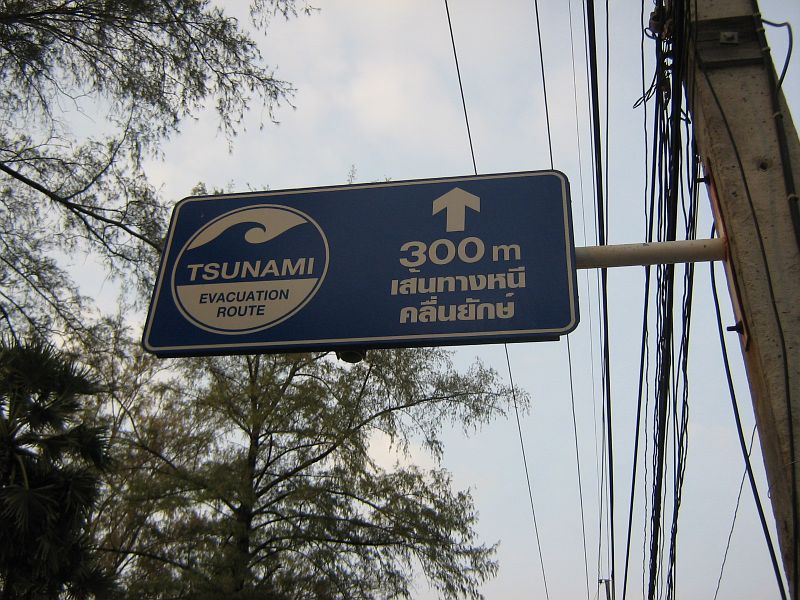 TSUNAMI
EVACUATION
ROUTE
300 m
เส้นทางหนี
คลื่นยักษ์